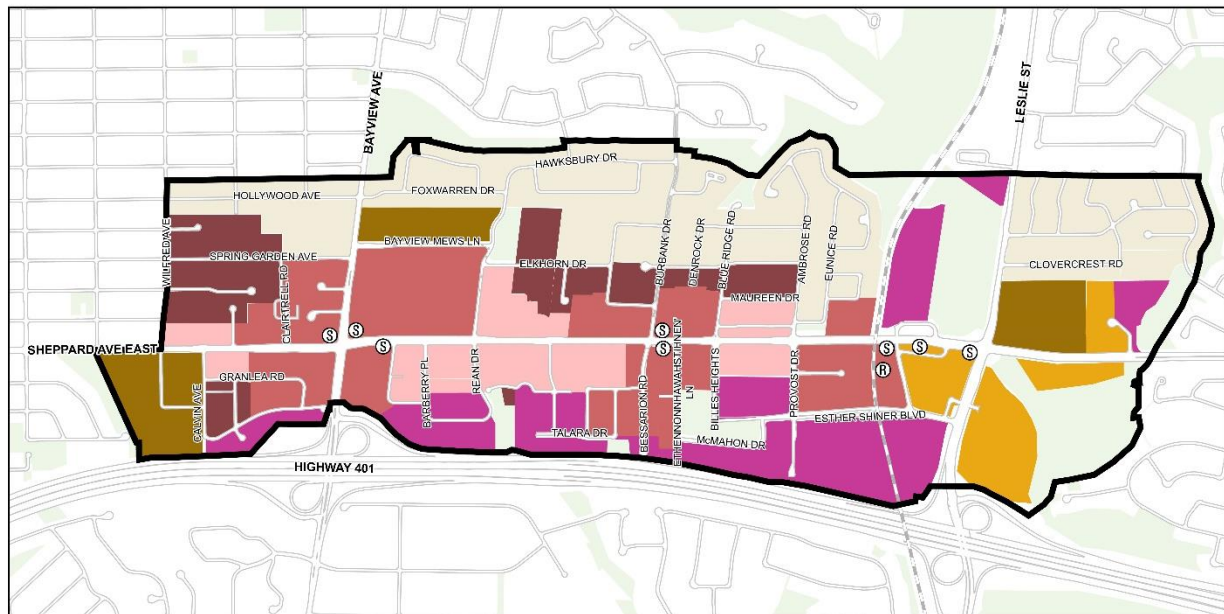 BAYVIEW AVE
LESLIE ST
HAWKSBURY DR
HOLLYWOOD AVE
FOXWARREN DR
WILFRED AVE
BAYVIEW MEWS LN
SPRING GARDEN AVE
ELKHORN DR
BURBANK DR
DENROCK DR
BLUE RIDGE RD
AMBROSE RD
EUNICE RD
CLOVERCREST RD
CLAIRTRELL RD
MAUREEN DR
S
S
S
S
S
S
S
S
SHEPPARD AVE EAST
R
GRANLEA RD
CALVIN AVE
BARBERRY PL
REAN DR
BESSARION RD
ETHENNONNHAWAHSTIHNEN'
LN
BILLES HEIGHTS
PROVOST DR
ESTHER SHINER BLVD
TALARA DR
McMAHON DR
HIGHWAY 401